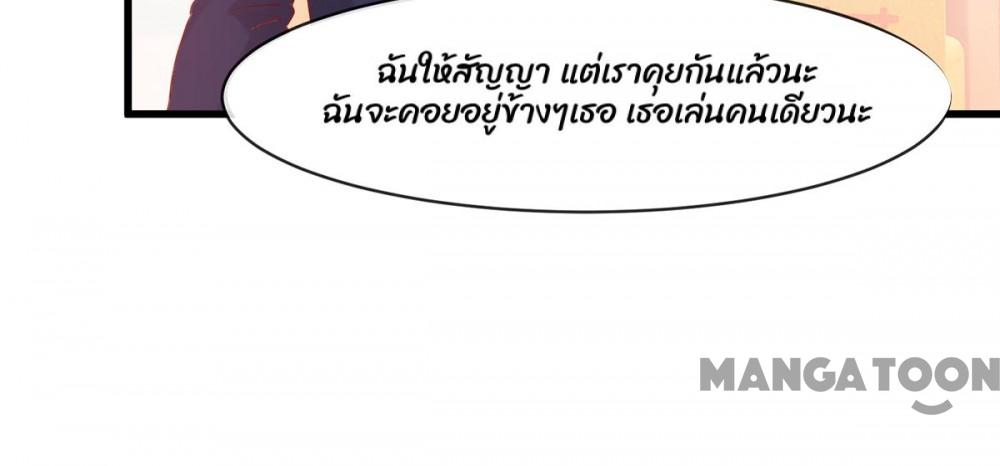 ฉันให้สัญญา แต่เราคุยกันแล้วนะ
ฉันจะคอยอยู่ข้างๆเธอ เธอเล่นคนเดียวนะ
MANGATOON